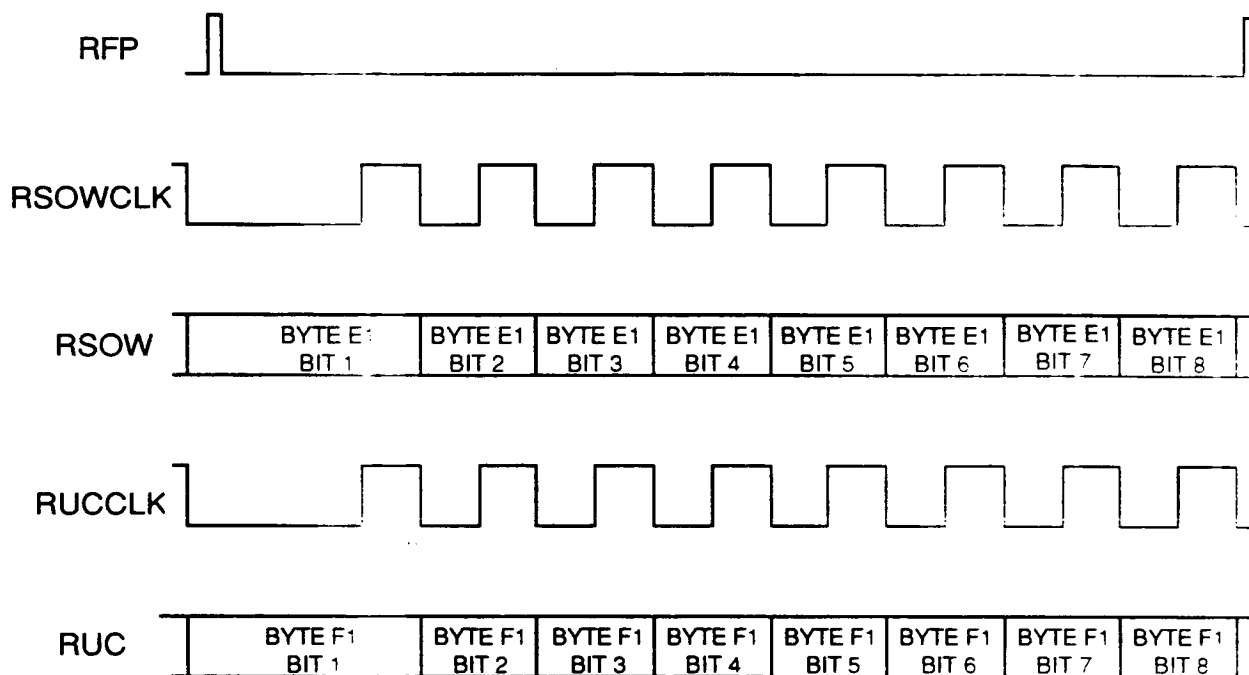 RFP
RSOWCLK
RSOW
BYTE E1 BYTE E1 BYTE E1 BYTE E1 BYTE E1 BYTE E1 BYTE E1 BYTE E1
BIT 1 BIT 2 BIT 3 BIT 4 BIT 5 BIT 6 BIT 7 BIT 8
RUCCLK
RUC
BYTE F1 BYTE F1 BYTE F1 BYTE F1 BYTE F1 BYTE F1 BYTE F1 BYTE F1
BIT 1 BIT 2 BIT 3 BIT 4 BIT 5 BIT 6 BIT 7 BIT 8